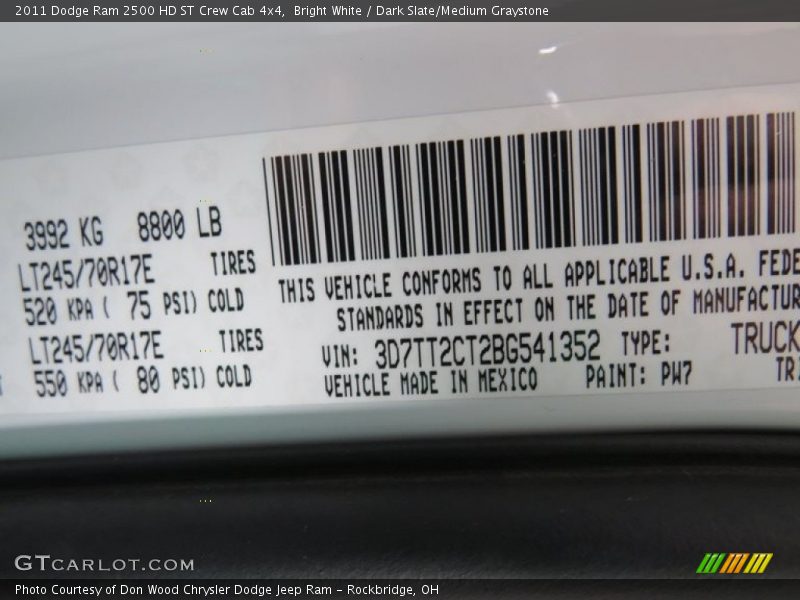 2011 Dodge Ram 2500 HD ST Crew Cab 4x4,  Bright White / Dark Slate/Medium Graystone
3992 KG 8800 LB
LT245/70R17E TIRES
520 KPA ( 75 PSI) COLD
LT245/70R17E TIRES
550 KPA ( 80 PSI) COLD
THIS VEHICLE CONFORMS TO ALL APPLICABLE U.S.A. FEDE
STANDARDS IN EFFECT ON THE DATE OF MANUFACTUR
VIN: 3D7TT2CT2BG541352 TYPE: TRUCK
VEHICLE MADE IN MEXICO PAINT: PW7 TRI
GTCARLOT.COM
Photo Courtesy of Don Wood Chrysler Dodge Jeep Ram – Rockbridge, OH